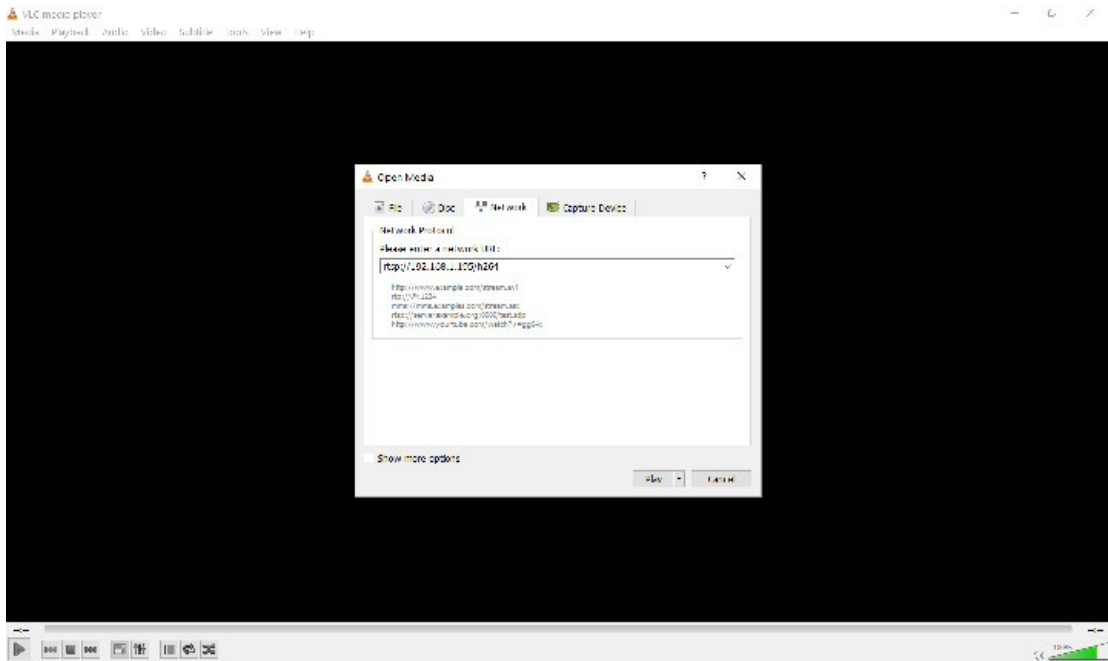 VLC media player
Media Playback Audio Video Subtitle Tools View Help
Open Media
? X
File Disc Network Capture Device
Network Protocol
Please enter a network URL:
rtsp://192.168.1.195/h264
http://www.example.com/stream.avi
rtp://@:1234
mms://mms.examples.com/stream.asx
rtsp://server.example.org:8080/test.sdp
http://www.yourtube.com/watch?v=gg64x
Show more options
Play Cancel